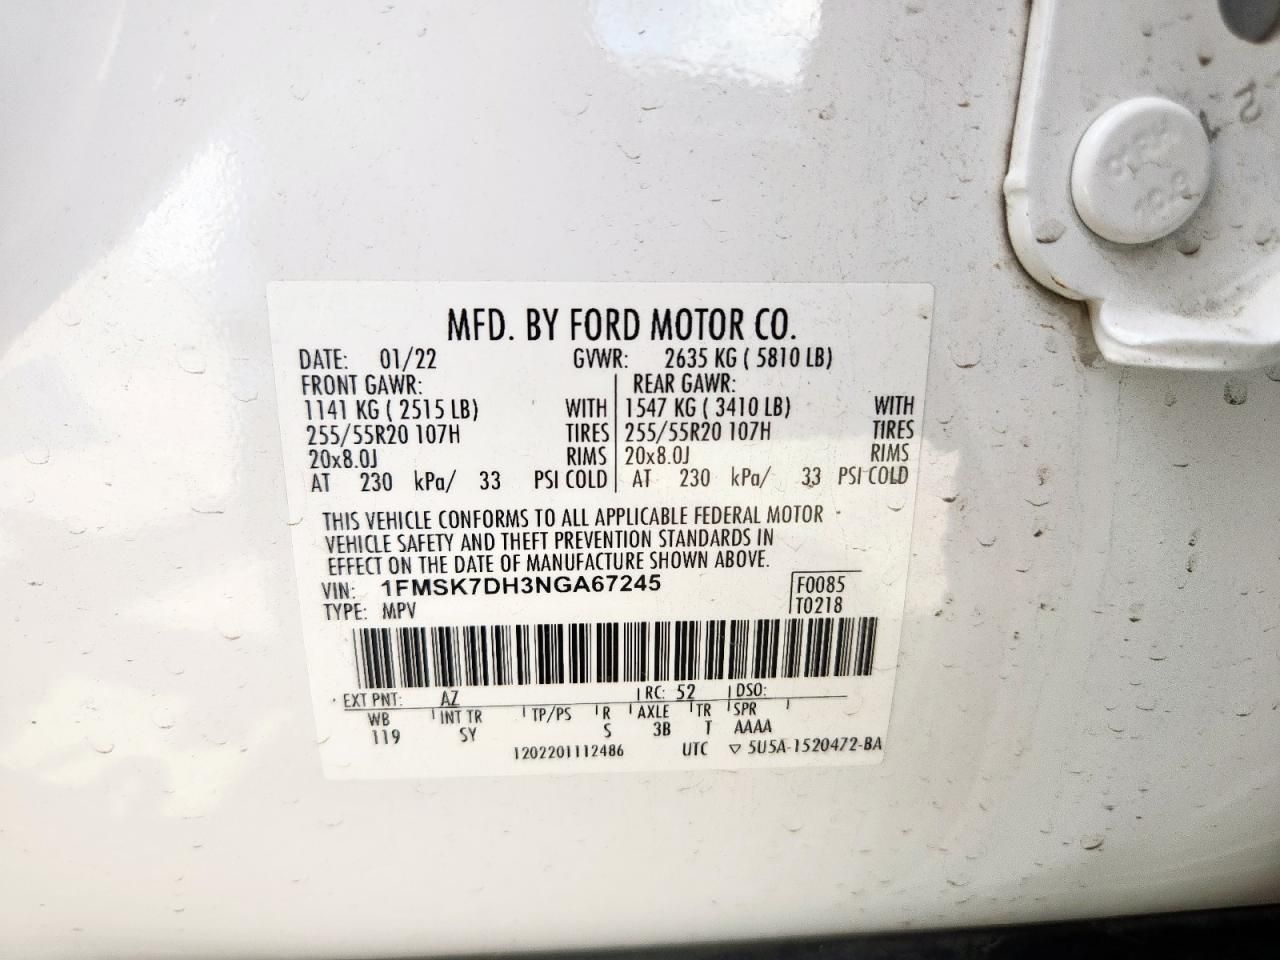 MFD. BY FORD MOTOR CO.
DATE: 01/22 GVWR: 2635 KG ( 5810 LB)
FRONT GAWR: REAR GAWR:
1141 KG ( 2515 LB) WITH 1547 KG ( 3410 LB) WITH
255/55R20 107H TIRES 255/55R20 107H TIRES
20x8.0J RIMS 20x8.0J RIMS
AT 230 kPa/ 33 PSI COLD AT 230 kPa/ 33 PSI COLD
THIS VEHICLE CONFORMS TO ALL APPLICABLE FEDERAL MOTOR
VEHICLE SAFETY AND THEFT PREVENTION STANDARDS IN
EFFECT ON THE DATE OF MANUFACTURE SHOWN ABOVE.
VIN: 1FMSK7DH3NGA67245 F0085
TYPE: MPV T0218
EXT PNT: AZ RC: 52 DSO:
WB INT TR TP/PS R AXLE TR SPR
119 SY S 3B T AAAA
1202201112486 UTC ▽ 5U5A-1520472-BA